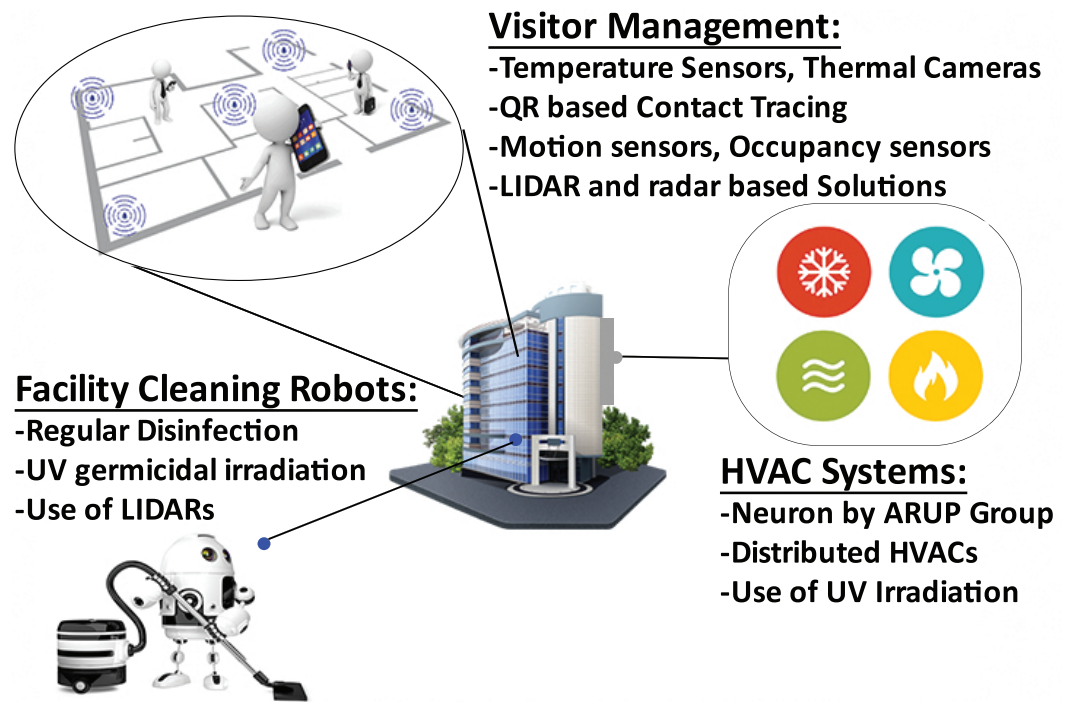 Visitor Management:
-Temperature Sensors, Thermal Cameras
-QR based Contact Tracing
-Motion sensors, Occupancy sensors
-LIDAR and radar based Solutions
Facility Cleaning Robots:
-Regular Disinfection
-UV germicidal irradiation
-Use of LIDARs
HVAC Systems:
-Neuron by ARUP Group
-Distributed HVACs
-Use of UV Irradiation